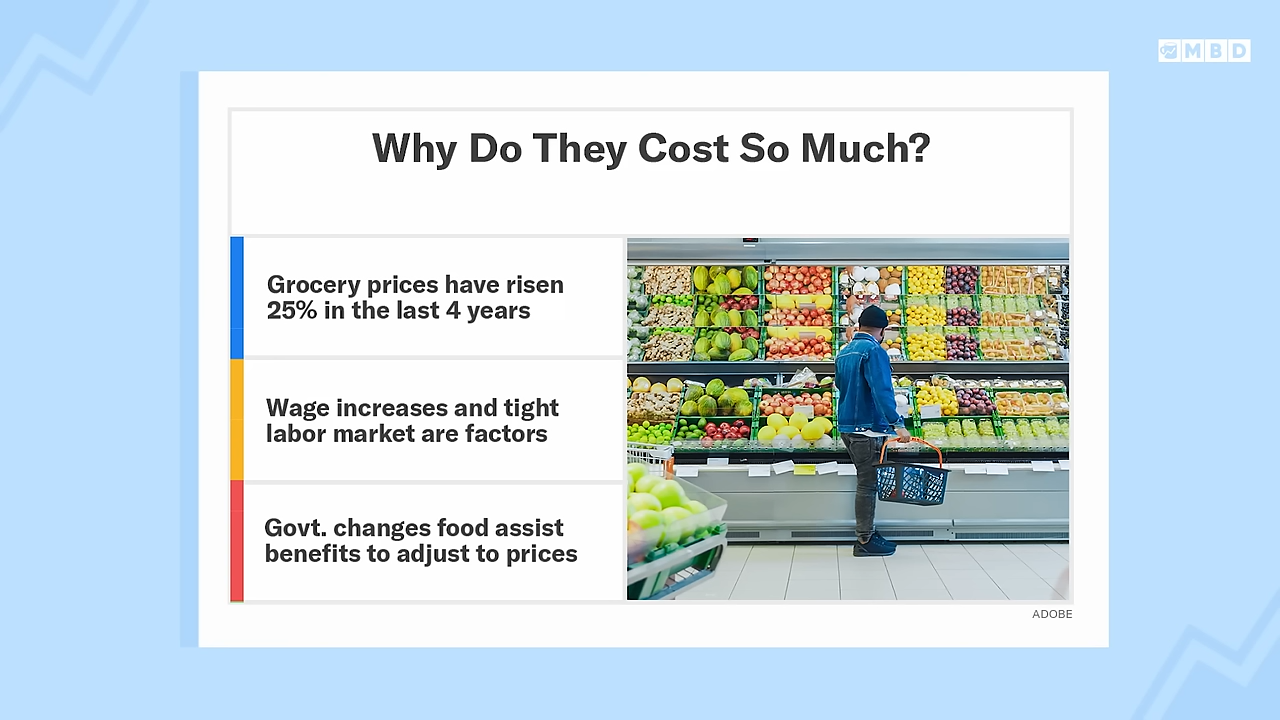 MBD
Why Do They Cost So Much?
Grocery prices have risen
25% in the last 4 years
Wage increases and tight
labor market are factors
Govt. changes food assist
benefits to adjust to prices
ADOBE